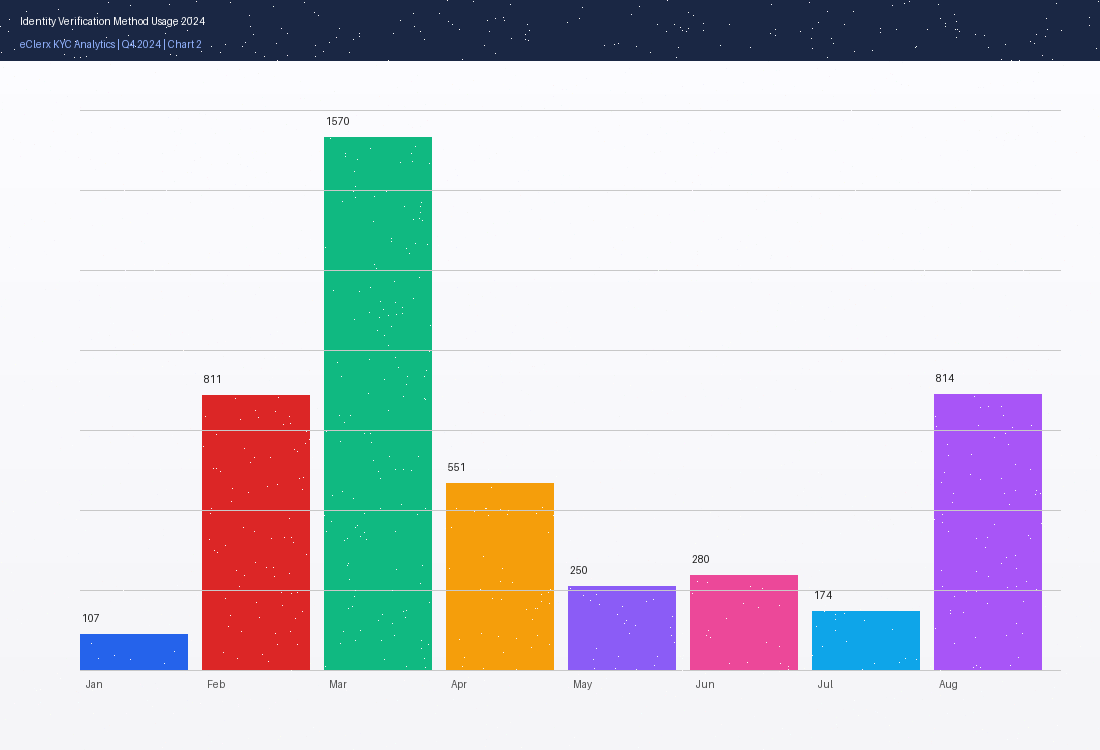 Identity Verification Method Usage 2024
eClerx KYC Analytics | Q4 2024 | Chart 2
1570
811
814
551
280
250
174
107
Jan Feb Mar Apr May Jun Jul Aug